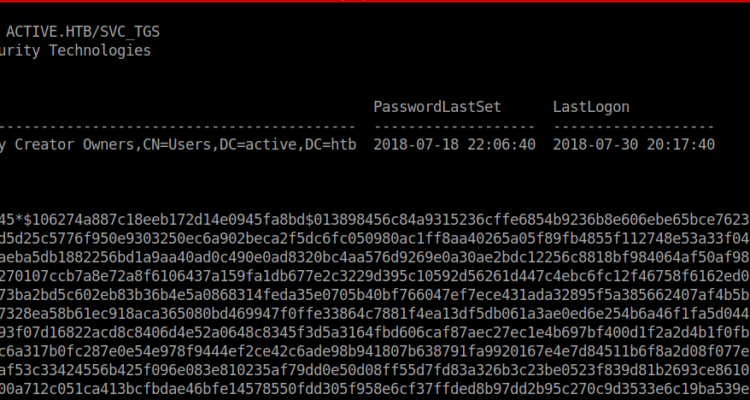 ACTIVE.HTB/SVC_TGS
urity Technologies
PasswordLastSet LastLogon
------------------------------------------ ------------------- -------------------
y Creator Owners,CN=Users,DC=active,DC=htb 2018-07-18 22:06:40 2018-07-30 20:17:40
45*$106274a887c18eeb172d14e0945fa8bd$013898456c84a9315236cffe6854b9236b8e606ebe65bce7623
d5d25c5776f950e9303250ec6a902beca2f5dc6fc050980ac1ff8aa40265a05f89fb4855f112748e53a33f04
aeba5db1882256bd1a9aa40ad0c490e0ad8320bc4aa576d9269e0a30ae2bdc12256c8818bf984064af50af98
270107ccb7a8e72a8f6106437a159fa1db677e2c3229d395c10592d56261d447c4ebc6fc12f46758f6162ed0
73ba2bd5c602eb83b36b4e5a0868314feda35e0705b40bf766047ef7ece431ada32895f5a385662407af4b5b
7328ea58b61ec918aca365080bd469947f0ffe33864c7881f4ea13df5db061a3ae0ed6e254b6a46f1fa5d044
93f07d16822acd8c8406d4e52a0648c8345f3d5a3164fbd606caf87aec27ec1e4b697bf400d1f2a2d4b1f0fb
c6a317b0fc287e0e54e978f9444ef2ce42c6ade98b941807b638791fa9920167e4e7d84511b6f8a2d08f077e
af53c33424556b425f096e083e810235af79dd0e50d08ff55d7fd83a326b3c23be0523f839d81b2693ce8610
00a712c051ca413bcfbdae46bfe14578550fdd305f958e6cf37ffded8b97dd2b95c270c9d3533e6c19ba539e